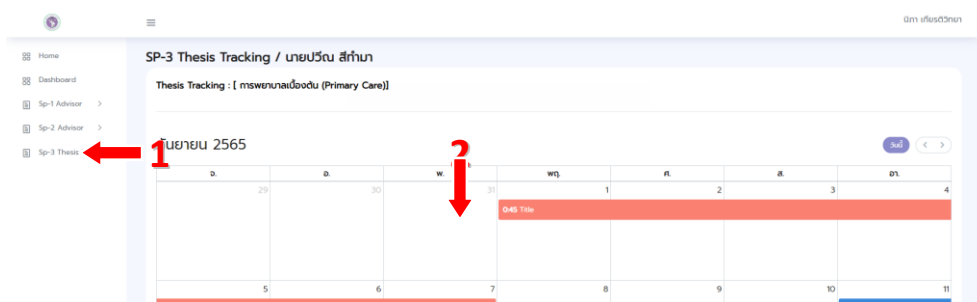 นิภา เกียรติวิทยา
Home
Dashboard
Sp-1 Advisor
Sp-2 Advisor
Sp-3 Thesis
1
SP-3 Thesis Tracking / นายปวีณ สีทำมา
Thesis Tracking : [ การพยาบาลเบื้องต้น (Primary Care)]
กันยายน 2565
วันนี้
2
จ. อ. พ. พฤ. ศ. ส. อา.
29 30 31 1 2 3 4
0:45 Title
5 6 7 8 9 10 11